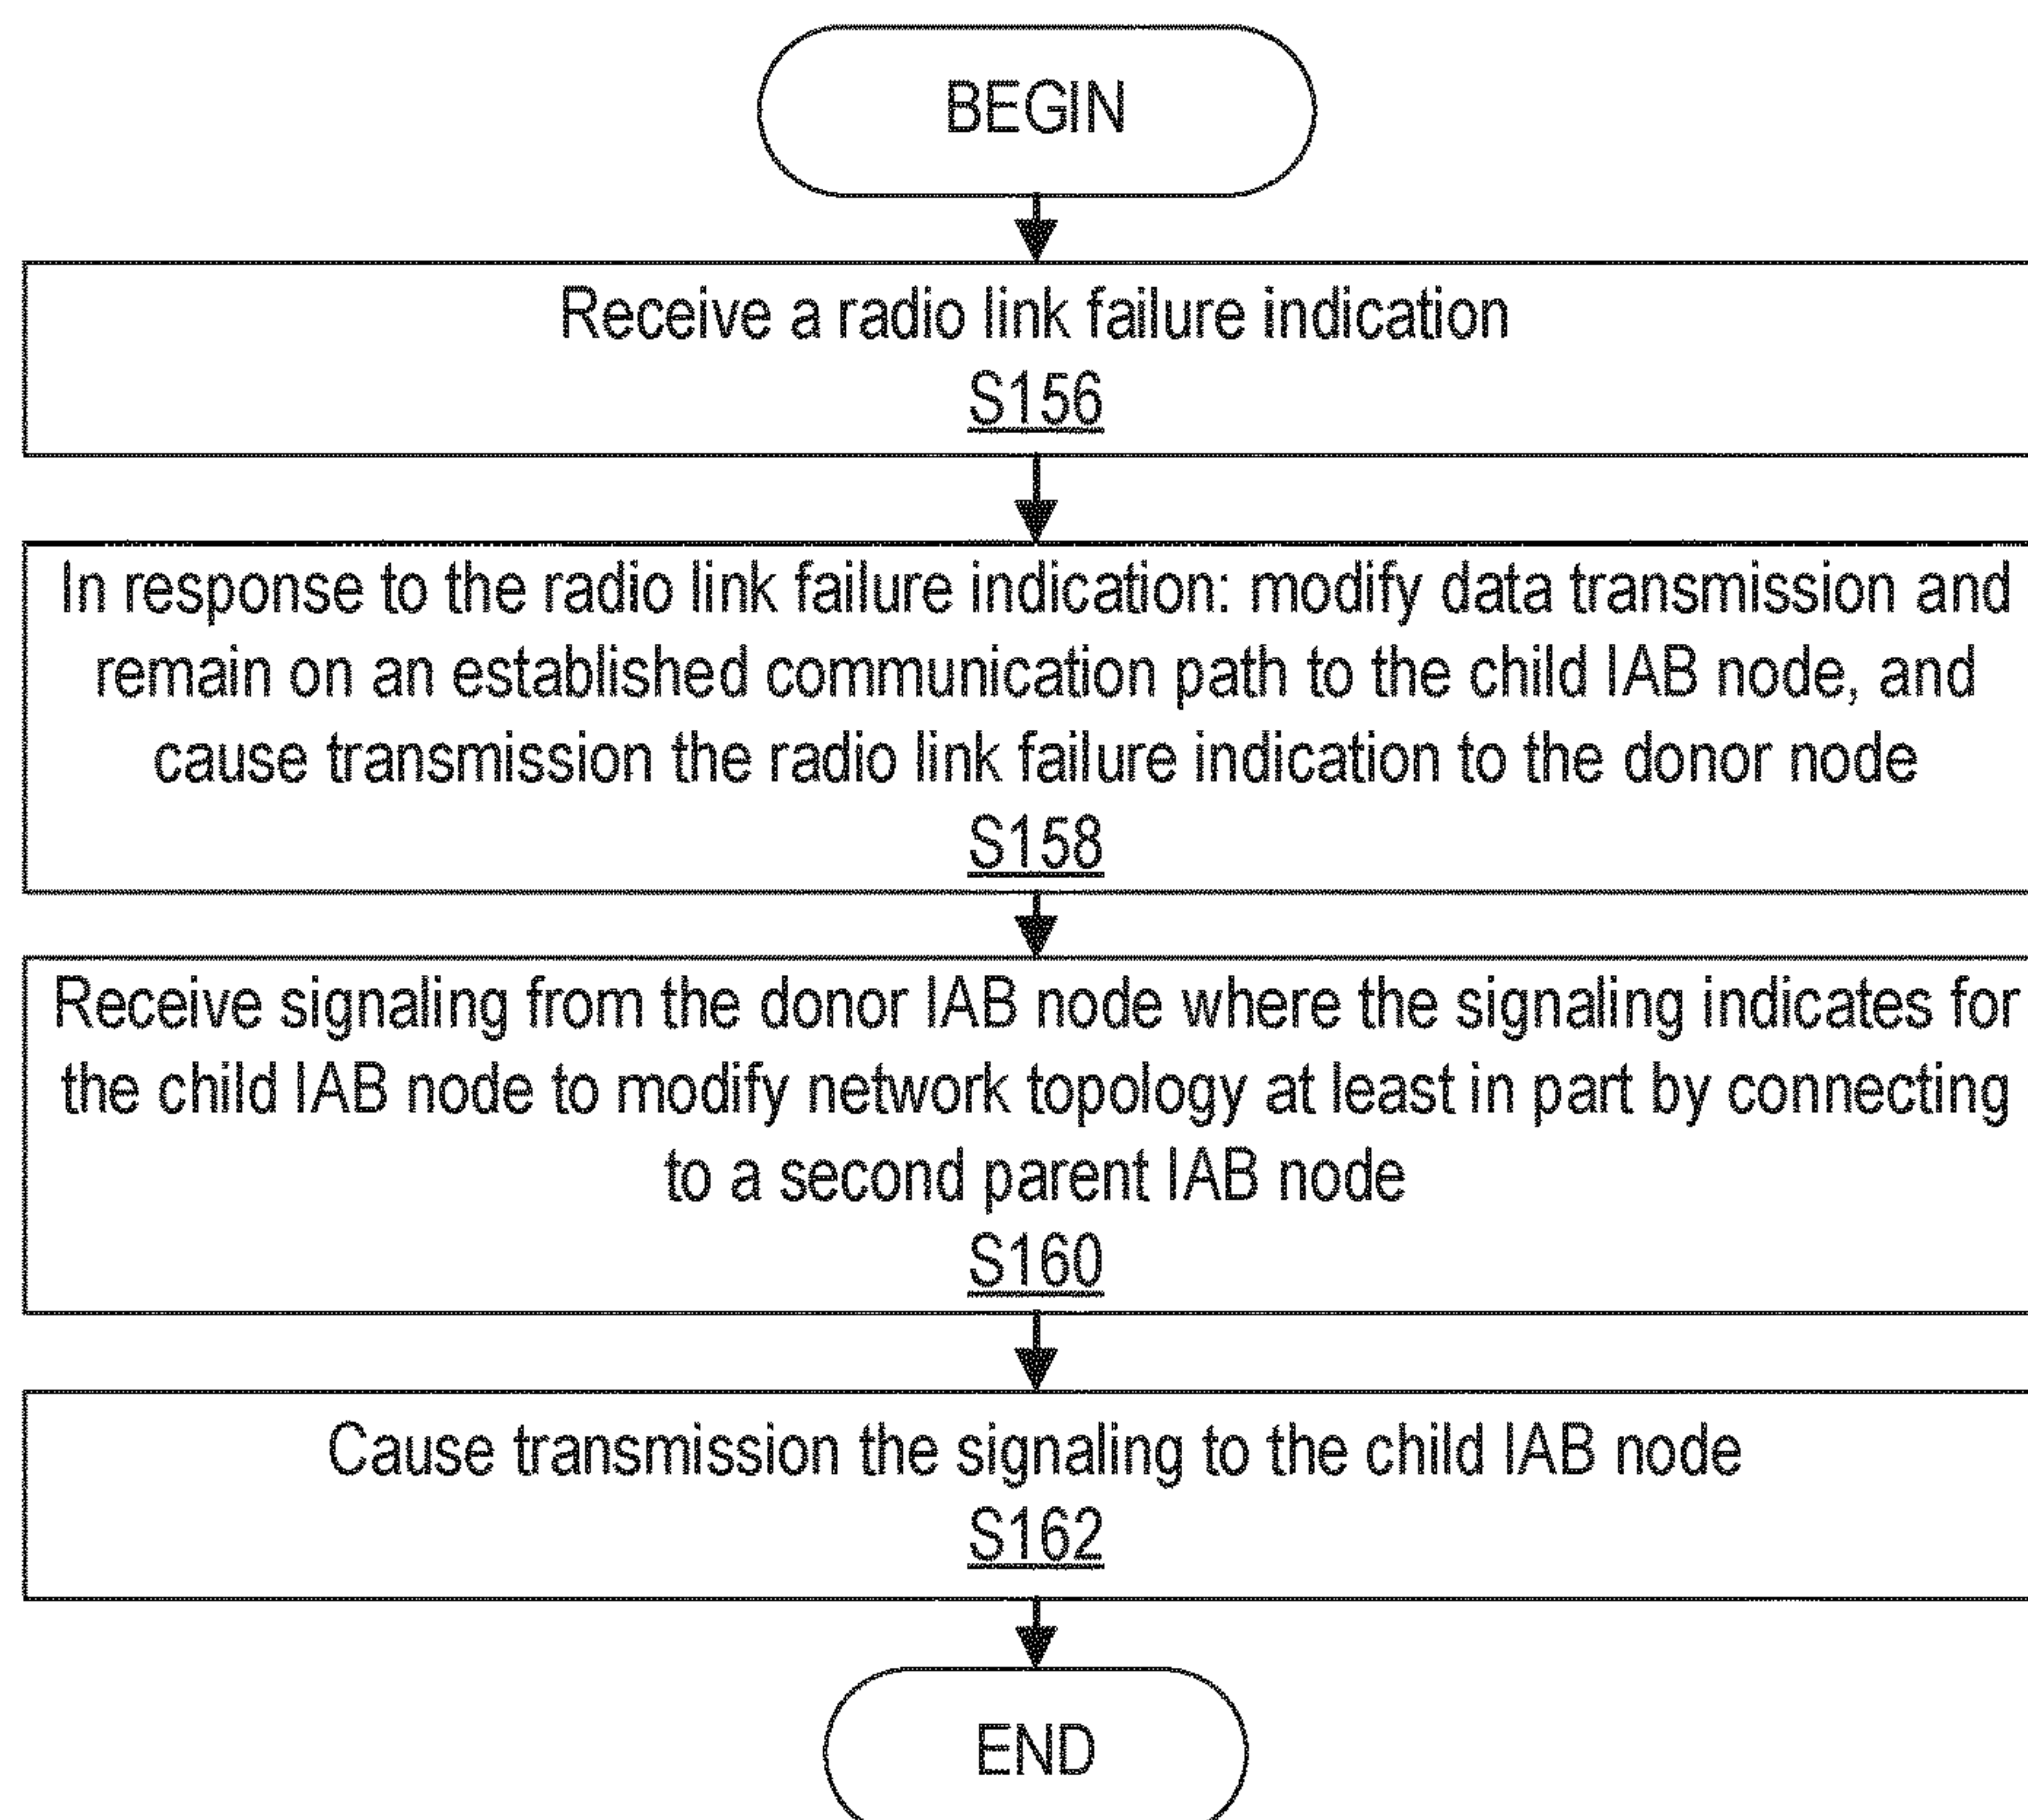 BEGIN
Receive a radio link failure indication
S156
In response to the radio link failure indication: modify data transmission and
remain on an established communication path to the child IAB node, and
cause transmission the radio link failure indication to the donor node
S158
Receive signaling from the donor IAB node where the signaling indicates for
the child IAB node to modify network topology at least in part by connecting
to a second parent IAB node
S160
Cause transmission the signaling to the child IAB node
S162
END